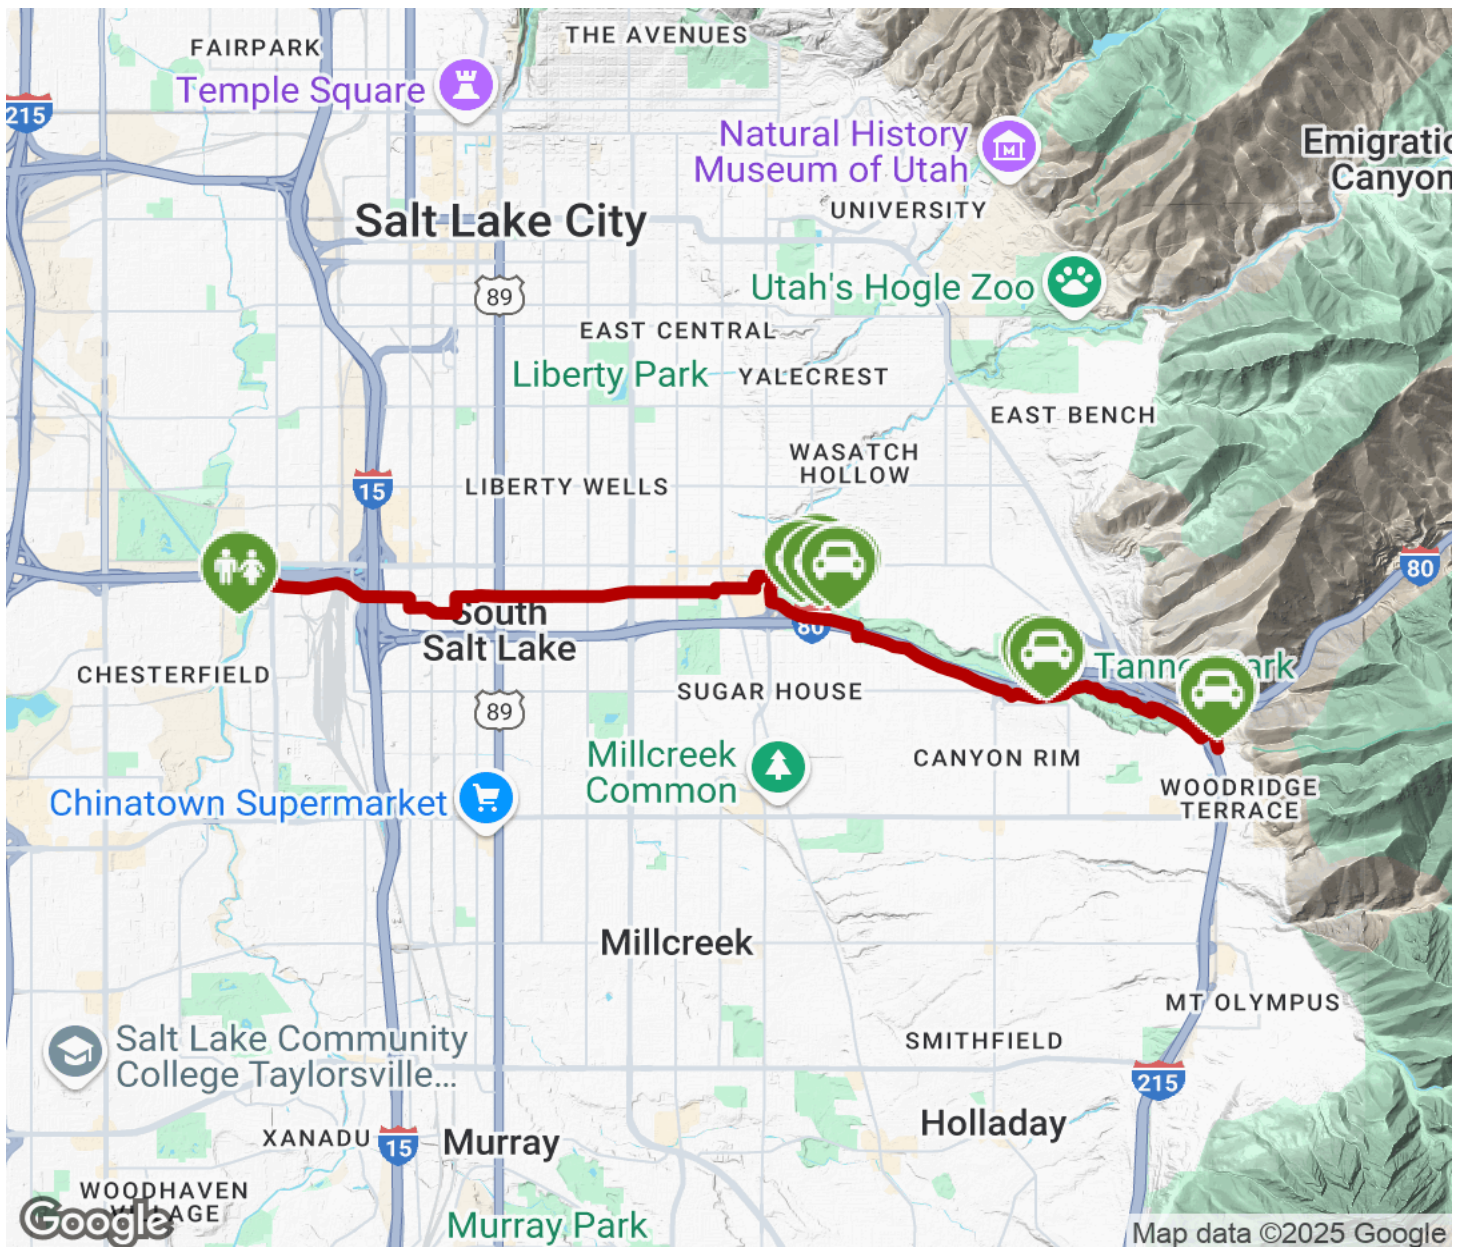 THE AVENUES
FAIRPARK
Temple Square
215
Natural History
Museum of Utah
Emigratio
Canyon
UNIVERSITY
Salt Lake City
Utah's Hogle Zoo
89
EAST CENTRAL
Liberty Park
YALECREST
EAST BENCH
WASATCH
HOLLOW
LIBERTY WELLS
15
80
South
Salt Lake
80
CHESTERFIELD
SUGAR HOUSE
89
CANYON RIM
WOODRIDGE
TERRACE
Millcreek
Common
Chinatown Supermarket
Millcreek
MT OLYMPUS
Salt Lake Community
College Taylorsville...
SMITHFIELD
215
Holladay
XANADU
15
Murray
WOODHAVEN
Google
Murray Park
Map data ©2025 Google